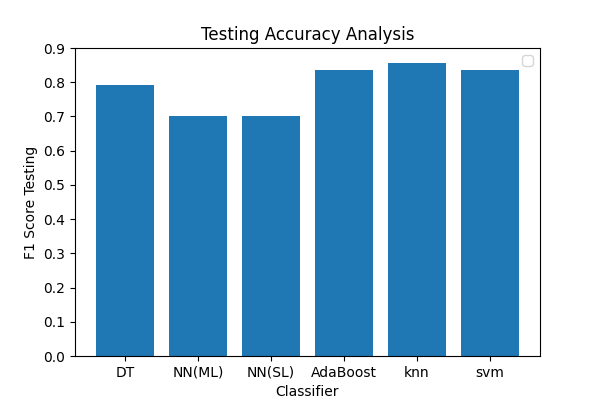 Testing Accuracy Analysis
F1 Score Testing
0.9
0.8
0.7
0.6
0.5
0.4
0.3
0.2
0.1
0.0
DT NN(ML) NN(SL) AdaBoost knn svm
Classifier